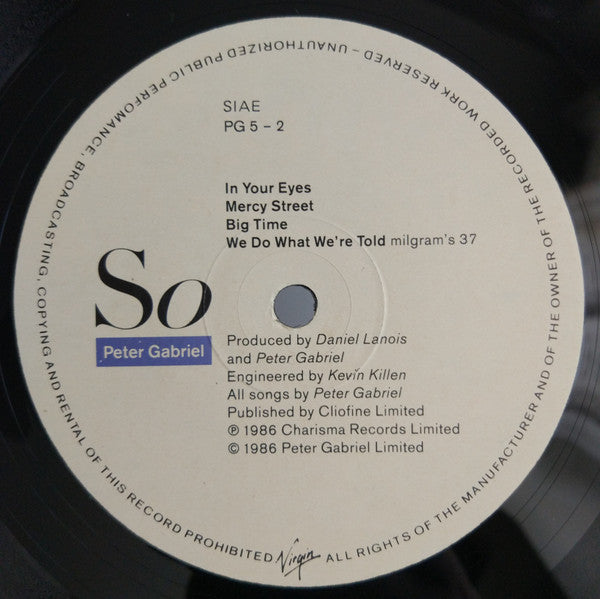 SIAE
PG 5 – 2
In Your Eyes
Mercy Street
Big Time
We Do What We're Told milgram's 37
So
Peter Gabriel
Produced by Daniel Lanois
and Peter Gabriel
Engineered by Kevin Killen
All songs by Peter Gabriel
Published by Cliofine Limited
℗ 1986 Charisma Records Limited
© 1986 Peter Gabriel Limited
ALL RIGHTS OF THE MANUFACTURER AND OF THE OWNER OF THE RECORDED WORK RESERVED – UNAUTHORIZED PUBLIC PERFOMANCE, BROADCASTING, COPYING AND RENTAL OF THIS RECORD PROHIBITED
Virgin